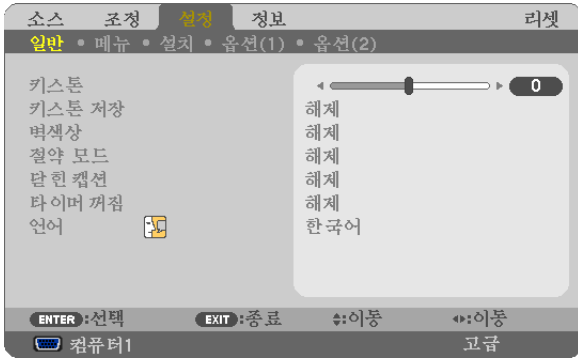 소스 조정 설정 정보 리셋
일반 • 메뉴 • 설치 • 옵션(1) • 옵션(2)
키스톤 0
키스톤 저장 해제
벽색상 해제
절약 모드 해제
닫힌 캡션 해제
타이머 꺼짐 해제
언어 한국어
ENTER :선택 EXIT :종료 :이동 :이동
컴퓨터1 고급